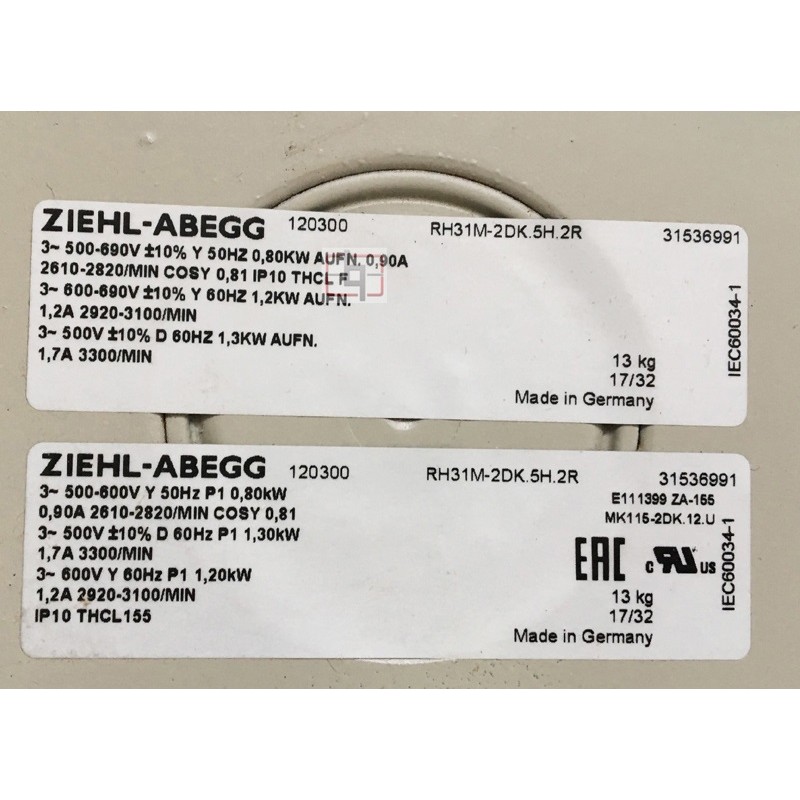 ZIEHL-ABEGG 120300 RH31M-2DK.5H.2R 31536991
3~ 500-690V ±10% Y 50HZ 0,80KW AUFN. 0,90A
2610-2820/MIN COSY 0,81 IP10 THCL F
3~ 600-690V ±10% Y 60HZ 1,2KW AUFN.
1,2A 2920-3100/MIN
3~ 500V ±10% D 60HZ 1,3KW AUFN.
1,7A 3300/MIN
13 kg
17/32
Made in Germany
IEC60034-1
ZIEHL-ABEGG 120300 RH31M-2DK.5H.2R 31536991
3~ 500-600V Y 50Hz P1 0,80kW
0,90A 2610-2820/MIN COSY 0,81
3~ 500V ±10% D 60Hz P1 1,30kW
1,7A 3300/MIN
3~ 600V Y 60Hz P1 1,20kW
1,2A 2920-3100/MIN
IP10 THCL155
E111399 ZA-155
MK115-2DK.12.U
EAC c RU US
13 kg
17/32
Made in Germany
IEC60034-1